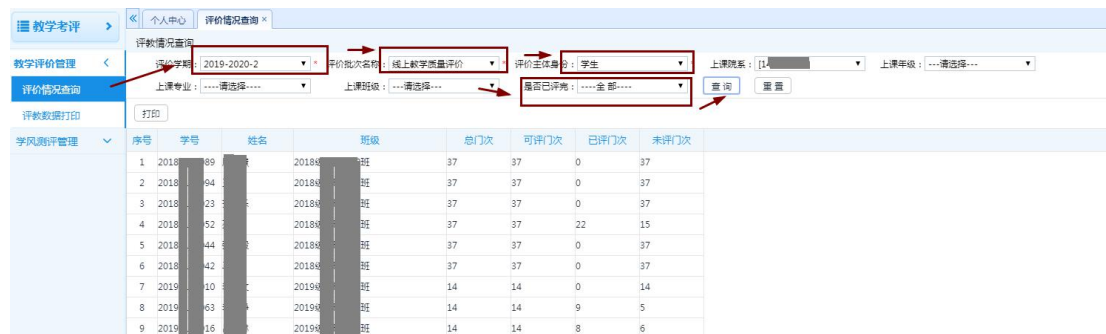 教学考评
个人中心 评价情况查询 ×
评教情况查询
教学评价管理
评价学期: 2019-2020-2 * 评价批次名称: 线上教学质量评价 * 评价主体身份: 学生 * 上课院系: [14 上课年级: ---请选择---
评价情况查询
上课专业: ----请选择---- 上课班级: ---请选择--- 是否已评完: ----全 部---- 查 询 重 置
评教数据打印
打印
学风测评管理
序号 学号 姓名 班级 总门次 可评门次 已评门次 未评门次
1 2018 089 2018级 班 37 37 0 37
2 2018 094 2018级 班 37 37 0 37
3 2018 023 2018级 班 37 37 0 37
4 2018 052 2018级 班 37 37 22 15
5 2018 044 2018级 班 37 37 0 37
6 2018 042 2018级 班 37 37 0 37
7 2019 010 2019级 班 14 14 0 14
8 2019 063 2019级 班 14 14 9 5
9 2019 016 2019级 班 14 14 8 6